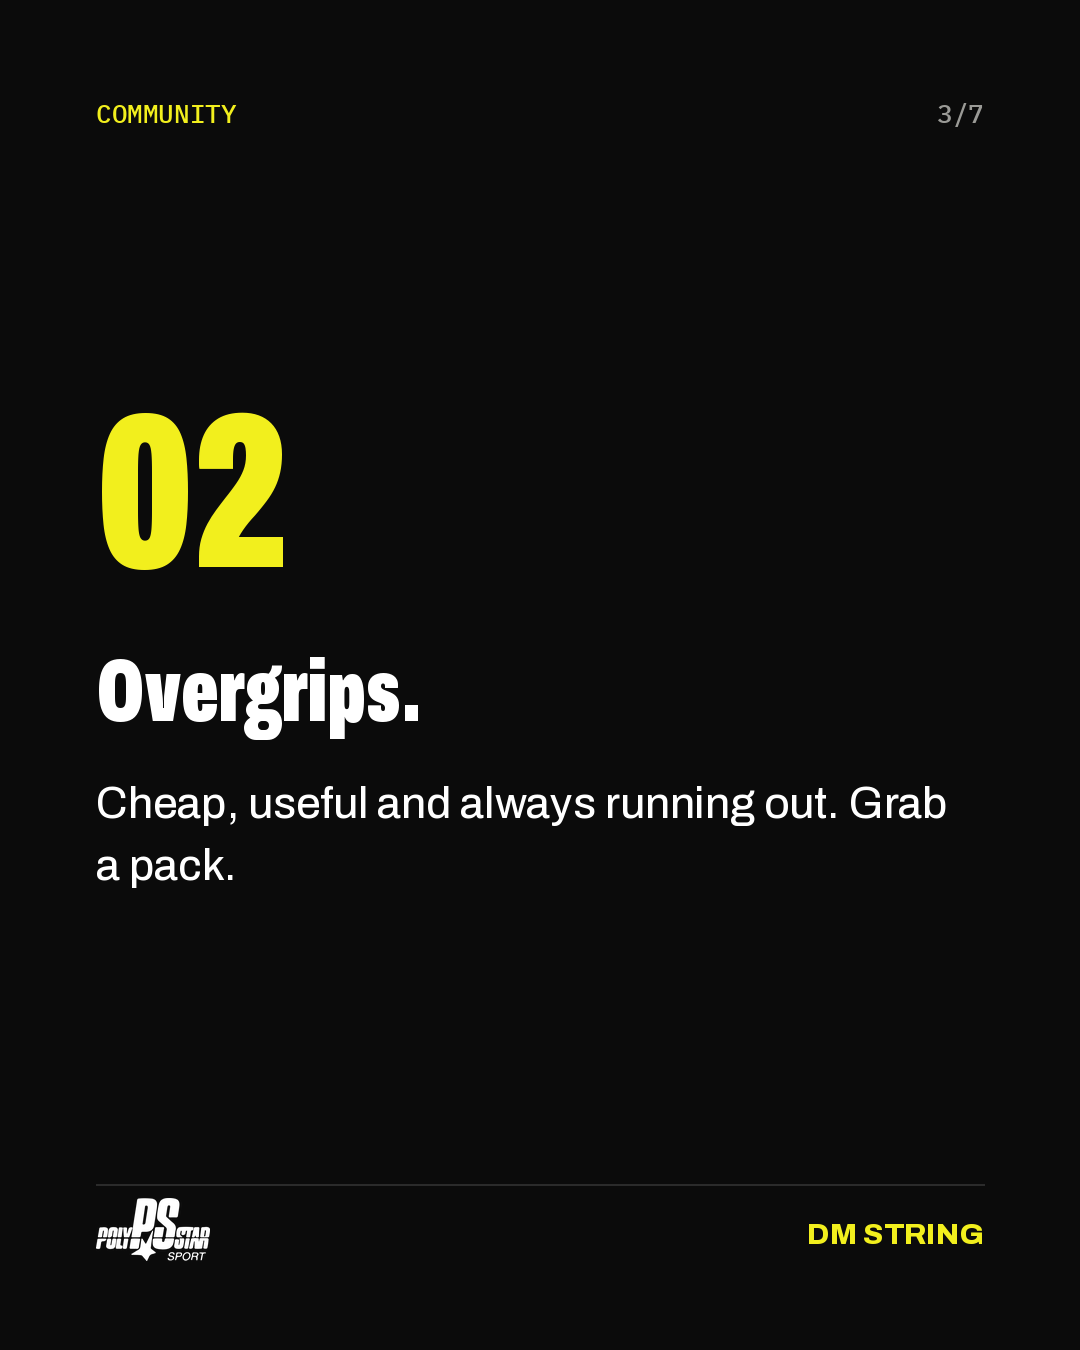 COMMUNITY
3/7
02
Overgrips.
Cheap, useful and always running out. Grab
a pack.
POLY PS STAR
SPORT
DM STRING